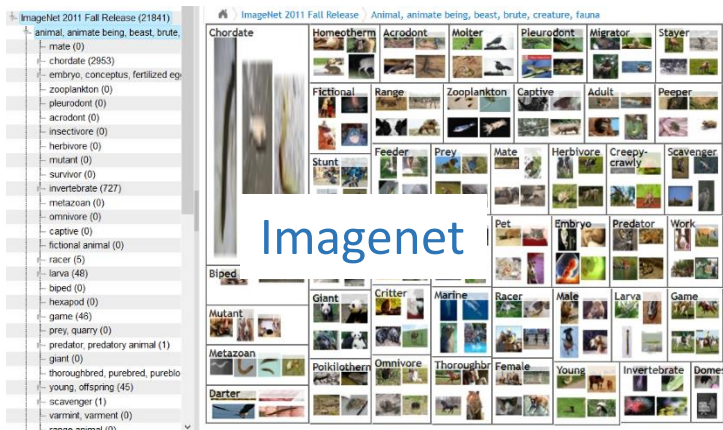 ImageNet 2011 Fall Release (21841)
animal, animate being, beast, brute,
mate (0)
chordate (2953)
embryo, conceptus, fertilized eg
zooplankton (0)
pleurodont (0)
acrodont (0)
insectivore (0)
herbivore (0)
mutant (0)
survivor (0)
invertebrate (727)
metazoan (0)
omnivore (0)
captive (0)
fictional animal (0)
racer (5)
larva (48)
biped (0)
hexapod (0)
game (46)
prey, quarry (0)
predator, predatory animal (1)
giant (0)
thoroughbred, purebred, pureblo
young, offspring (45)
scavenger (1)
varmint, varment (0)
range animal (0)
ImageNet 2011 Fall Release 〉 Animal, animate being, beast, brute, creature, fauna
Chordate
Homeotherm Acrodont Molter Pleurodont Migrator Stayer
Fictional Range Zooplankton Captive Adult Peeper
Stunt Feeder Prey Mate Herbivore Creepy-crawly Scavenger
Imagenet
Pet Embryo Predator Work
Biped
Giant Critter Marine Racer Male Larva Game
Mutant
Metazoan
Poikilotherm Omnivore Thoroughbr Female Young Invertebrate Domes
Darter